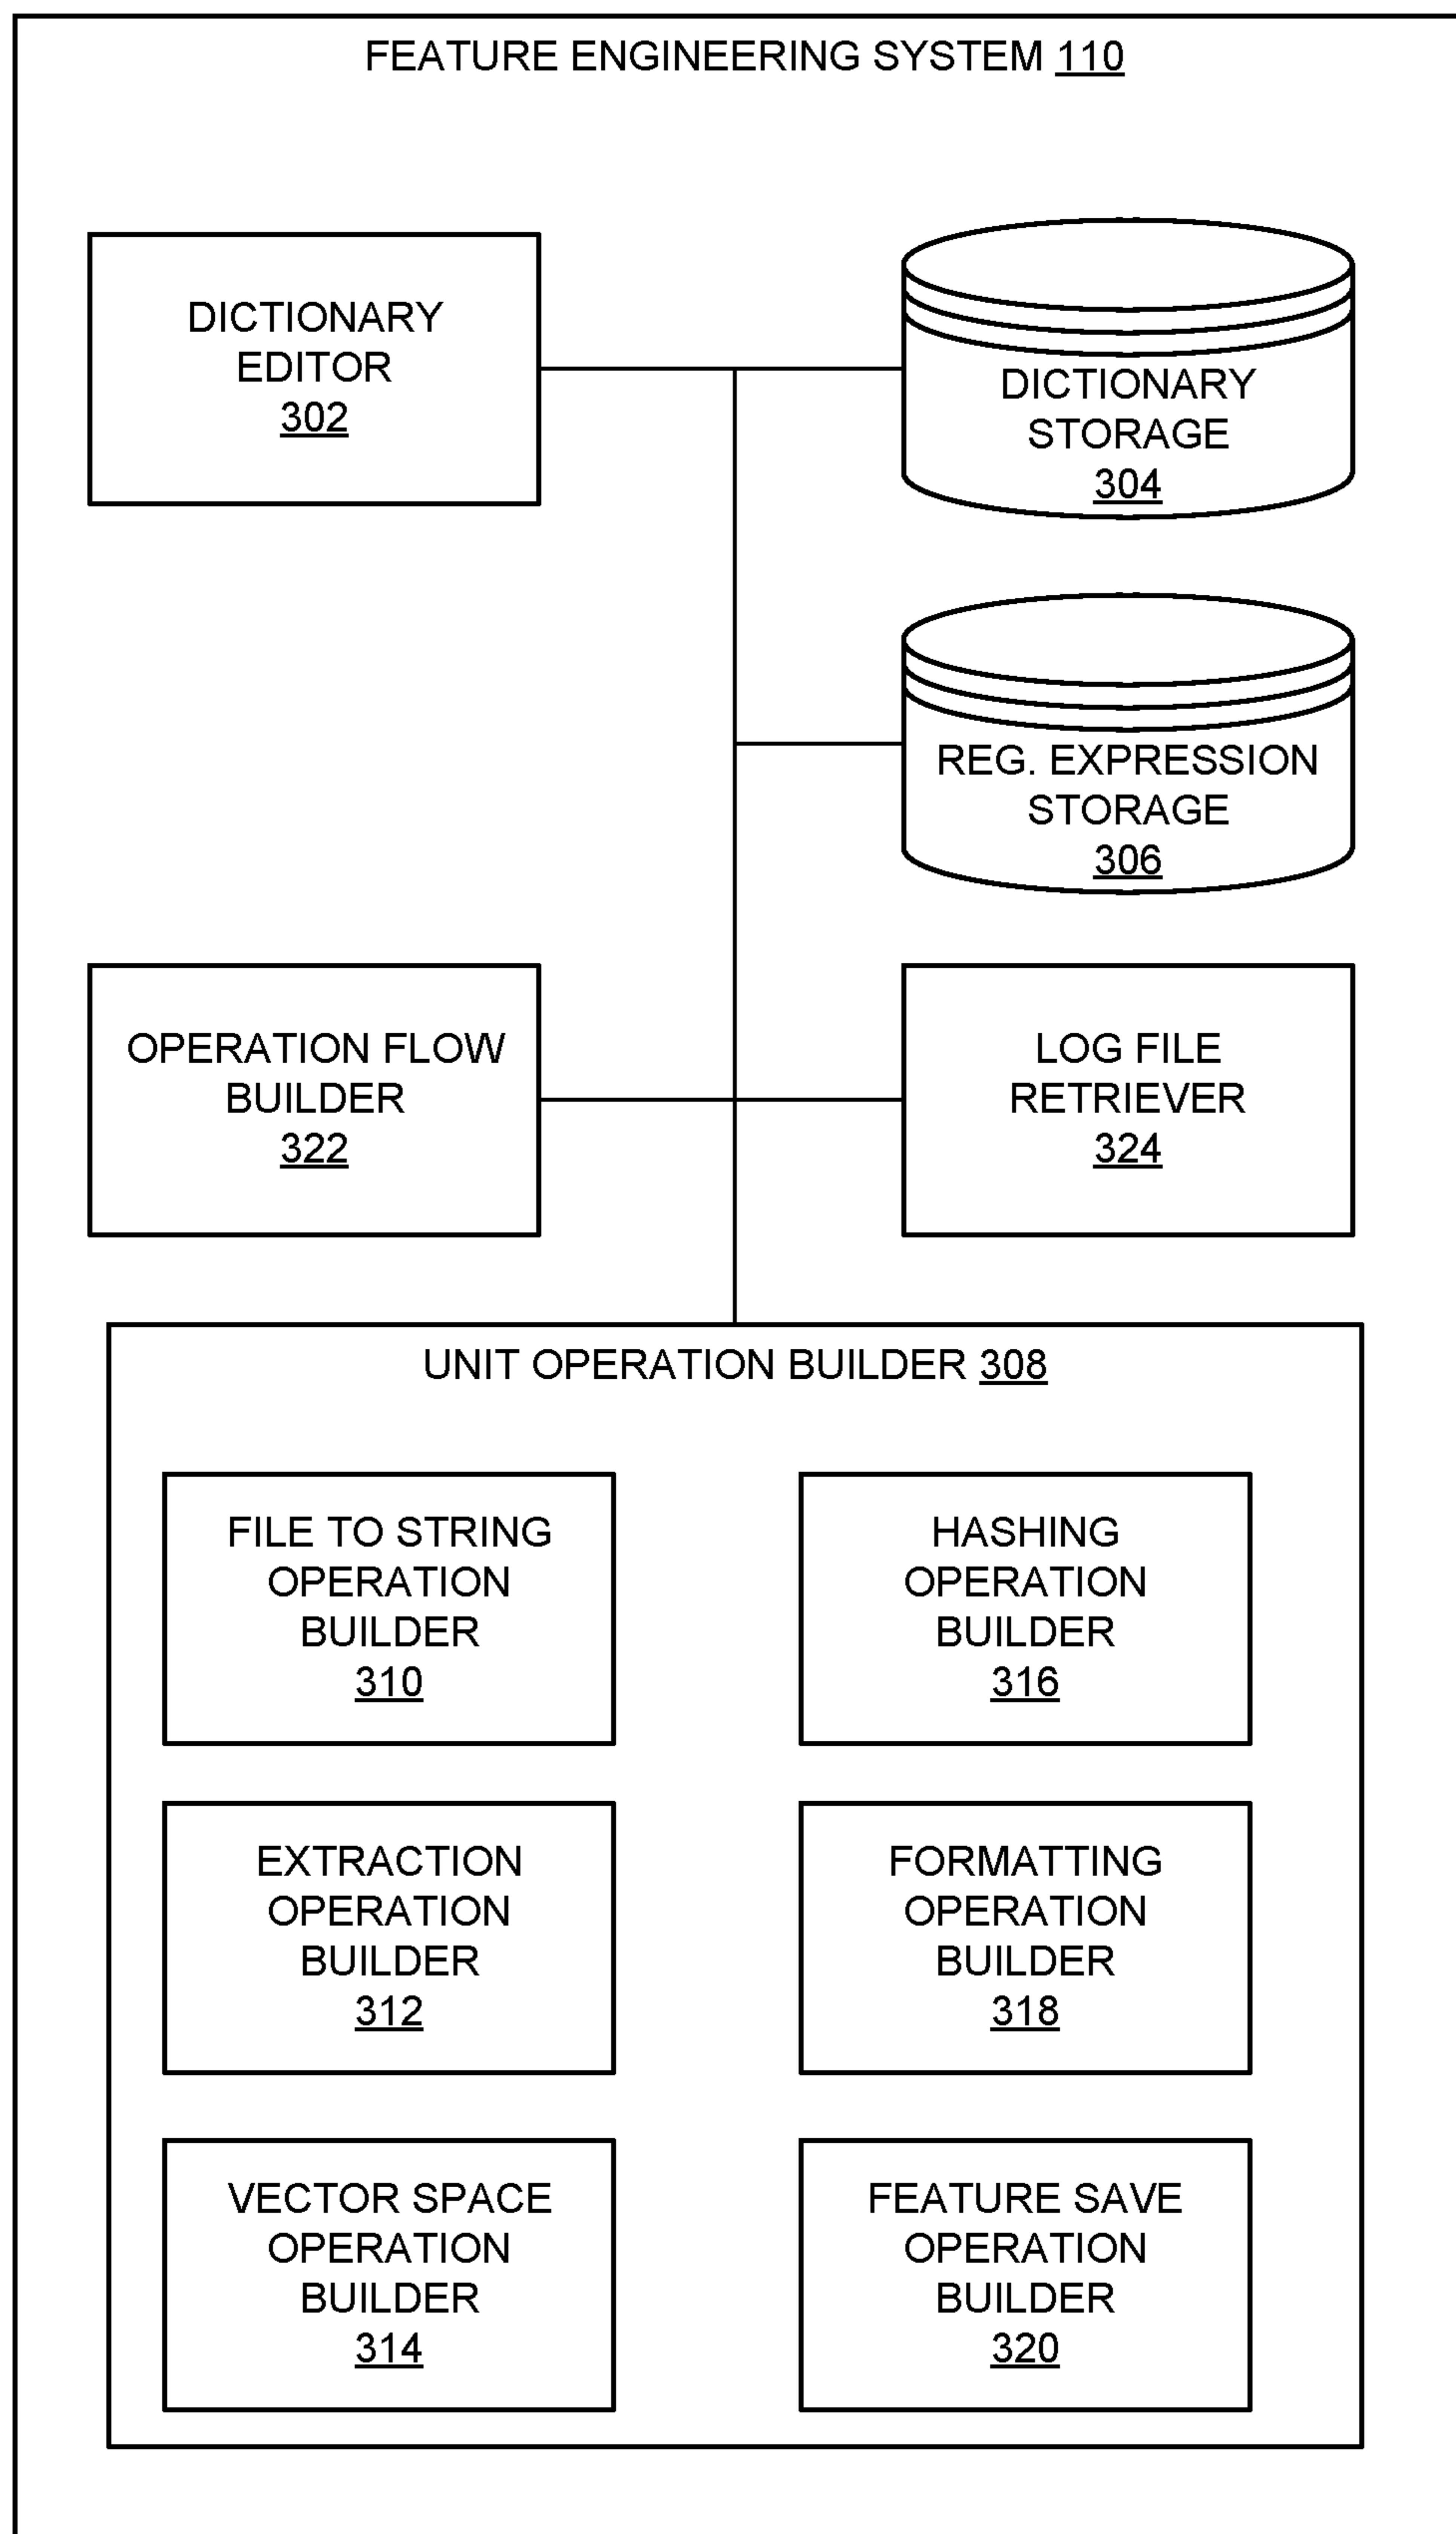 FEATURE ENGINEERING SYSTEM 110
DICTIONARY
EDITOR
302
DICTIONARY
STORAGE
304
REG. EXPRESSION
STORAGE
306
OPERATION FLOW
BUILDER
322
LOG FILE
RETRIEVER
324
UNIT OPERATION BUILDER 308
FILE TO STRING
OPERATION
BUILDER
310
HASHING
OPERATION
BUILDER
316
EXTRACTION
OPERATION
BUILDER
312
FORMATTING
OPERATION
BUILDER
318
VECTOR SPACE
OPERATION
BUILDER
314
FEATURE SAVE
OPERATION
BUILDER
320